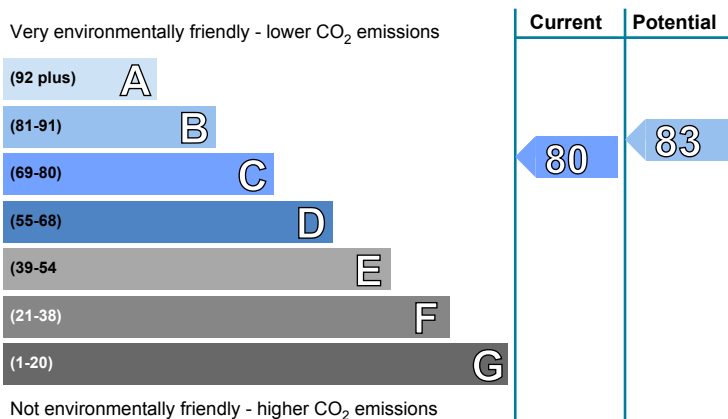 Very environmentally friendly - lower CO2 emissions
Current
Potential
(92 plus) A
(81-91) B
(69-80) C
(55-68) D
(39-54 E
(21-38) F
(1-20) G
80
83
Not environmentally friendly - higher CO2 emissions